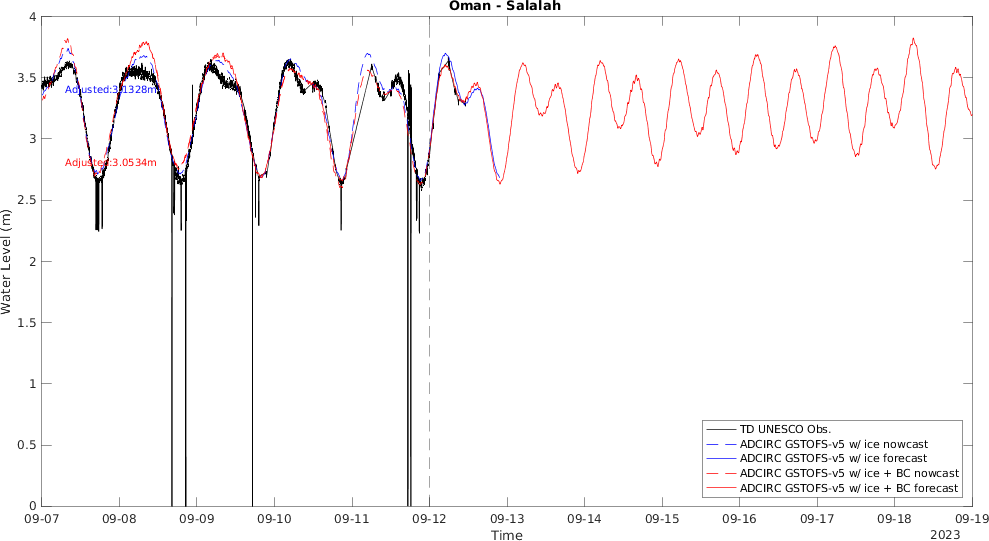 Oman - Salalah
4
3.5
3
2.5
2
1.5
1
0.5
0
Water Level (m)
Adjusted:3.1328m
Adjusted:3.0534m
TD UNESCO Obs.
ADCIRC GSTOFS-v5 w/ ice nowcast
ADCIRC GSTOFS-v5 w/ ice forecast
ADCIRC GSTOFS-v5 w/ ice + BC nowcast
ADCIRC GSTOFS-v5 w/ ice + BC forecast
09-07 09-08 09-09 09-10 09-11 09-12 09-13 09-14 09-15 09-16 09-17 09-18 09-19
Time
2023